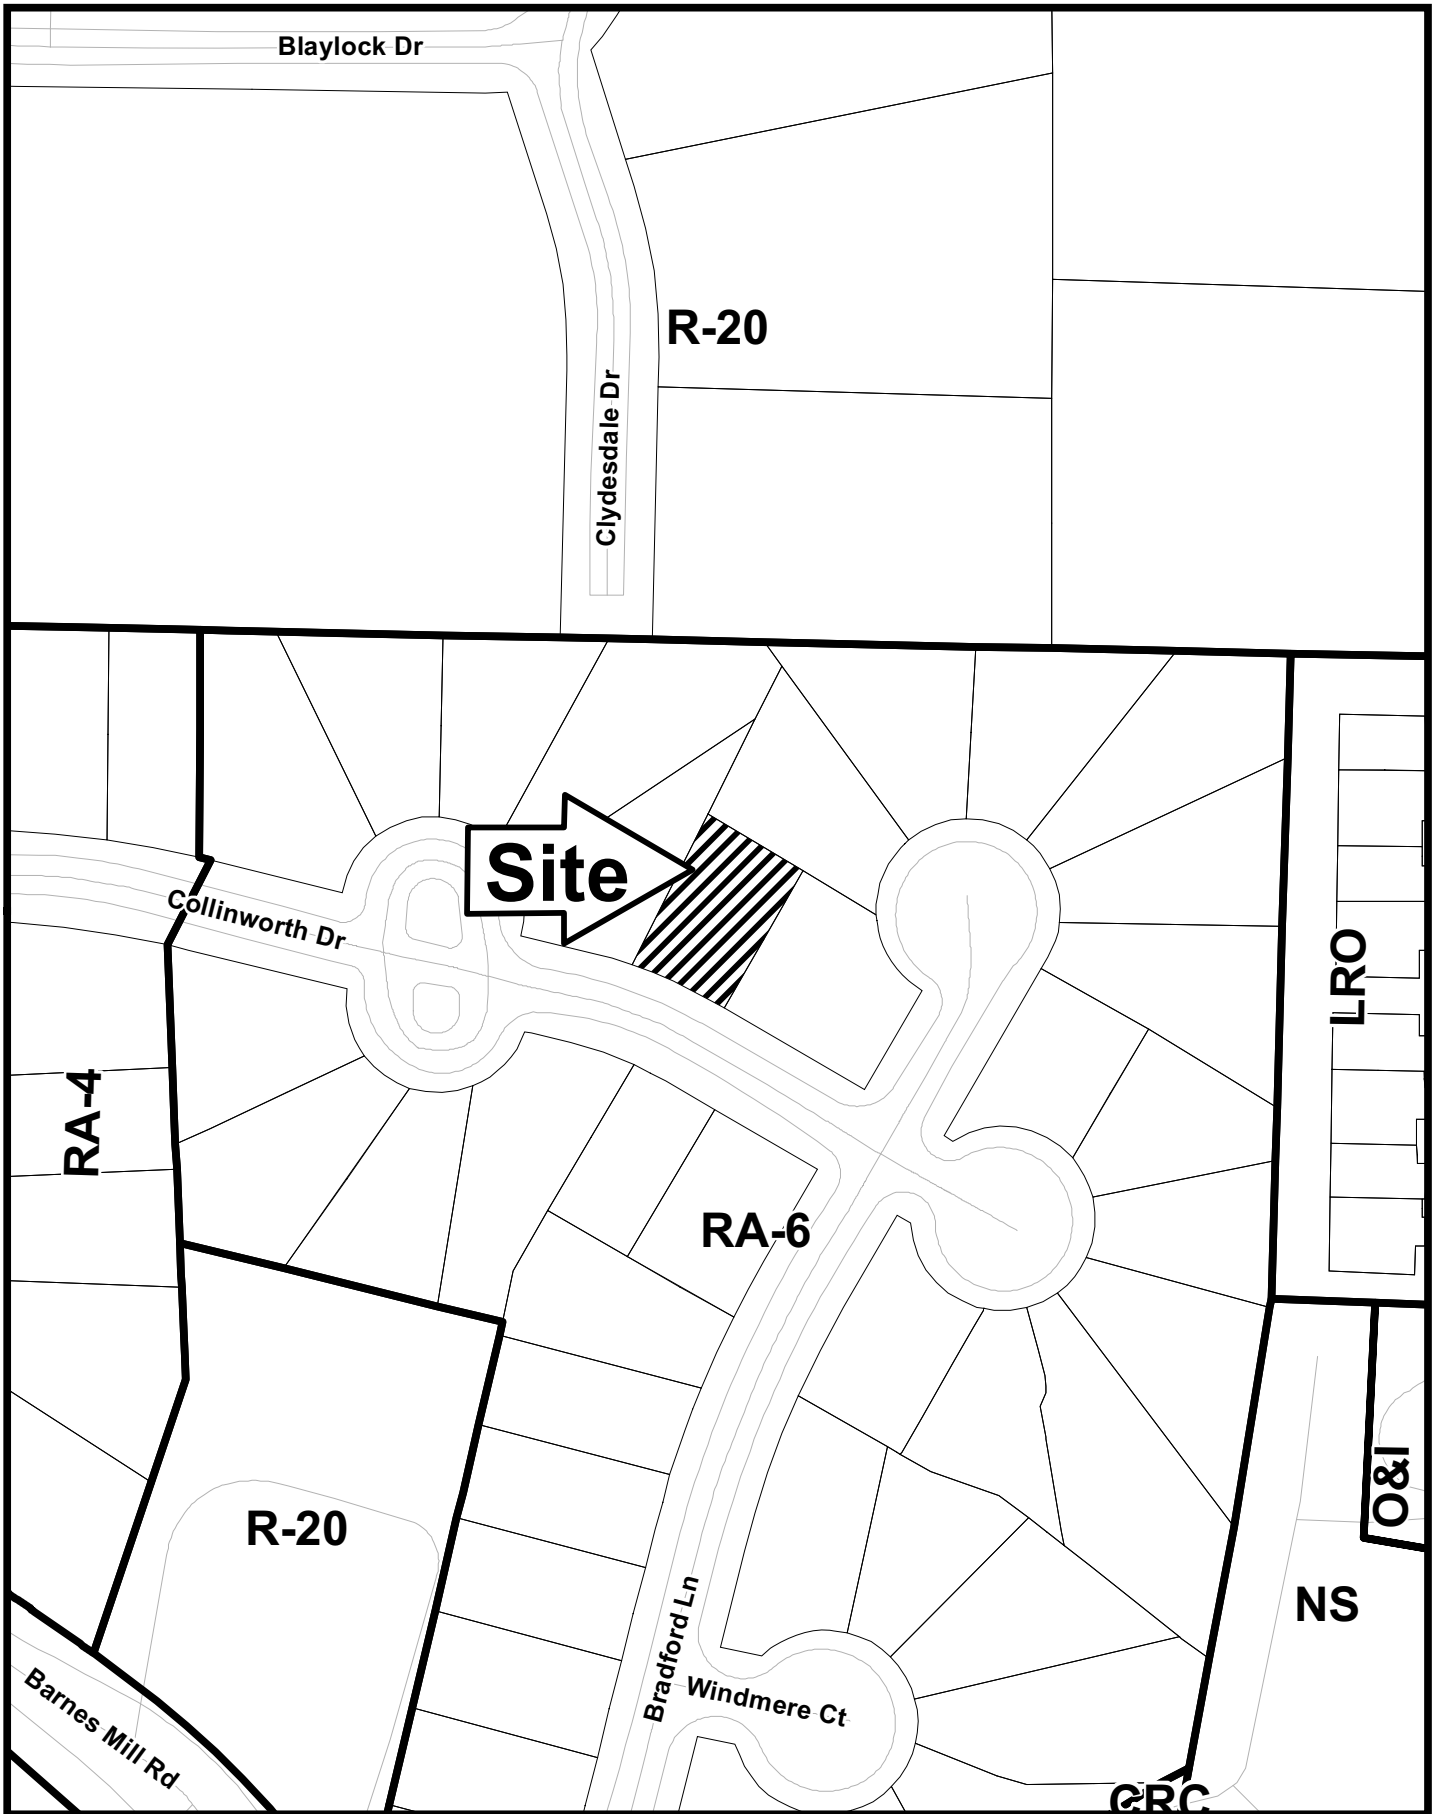 Blaylock Dr
R-20
Clydesdale Dr
Site
Collinworth Dr
LRO
RA-4
RA-6
O&I
R-20
NS
Bradford Ln
Windmere Ct
Barnes Mill Rd
CRC